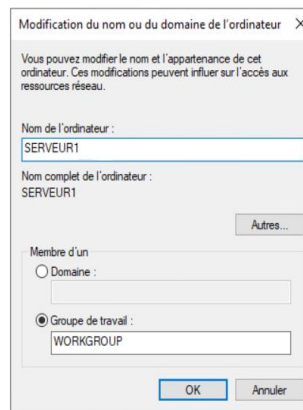 Modification du nom ou du domaine de l'ordinateur
Vous pouvez modifier le nom et l'appartenance de cet
ordinateur. Ces modifications peuvent influer sur l'accès aux
ressources réseau.
Nom de l'ordinateur :
SERVEUR1
Nom complet de l'ordinateur :
SERVEUR1
Autres...
Membre d'un
Domaine :
Groupe de travail :
WORKGROUP
OK Annuler